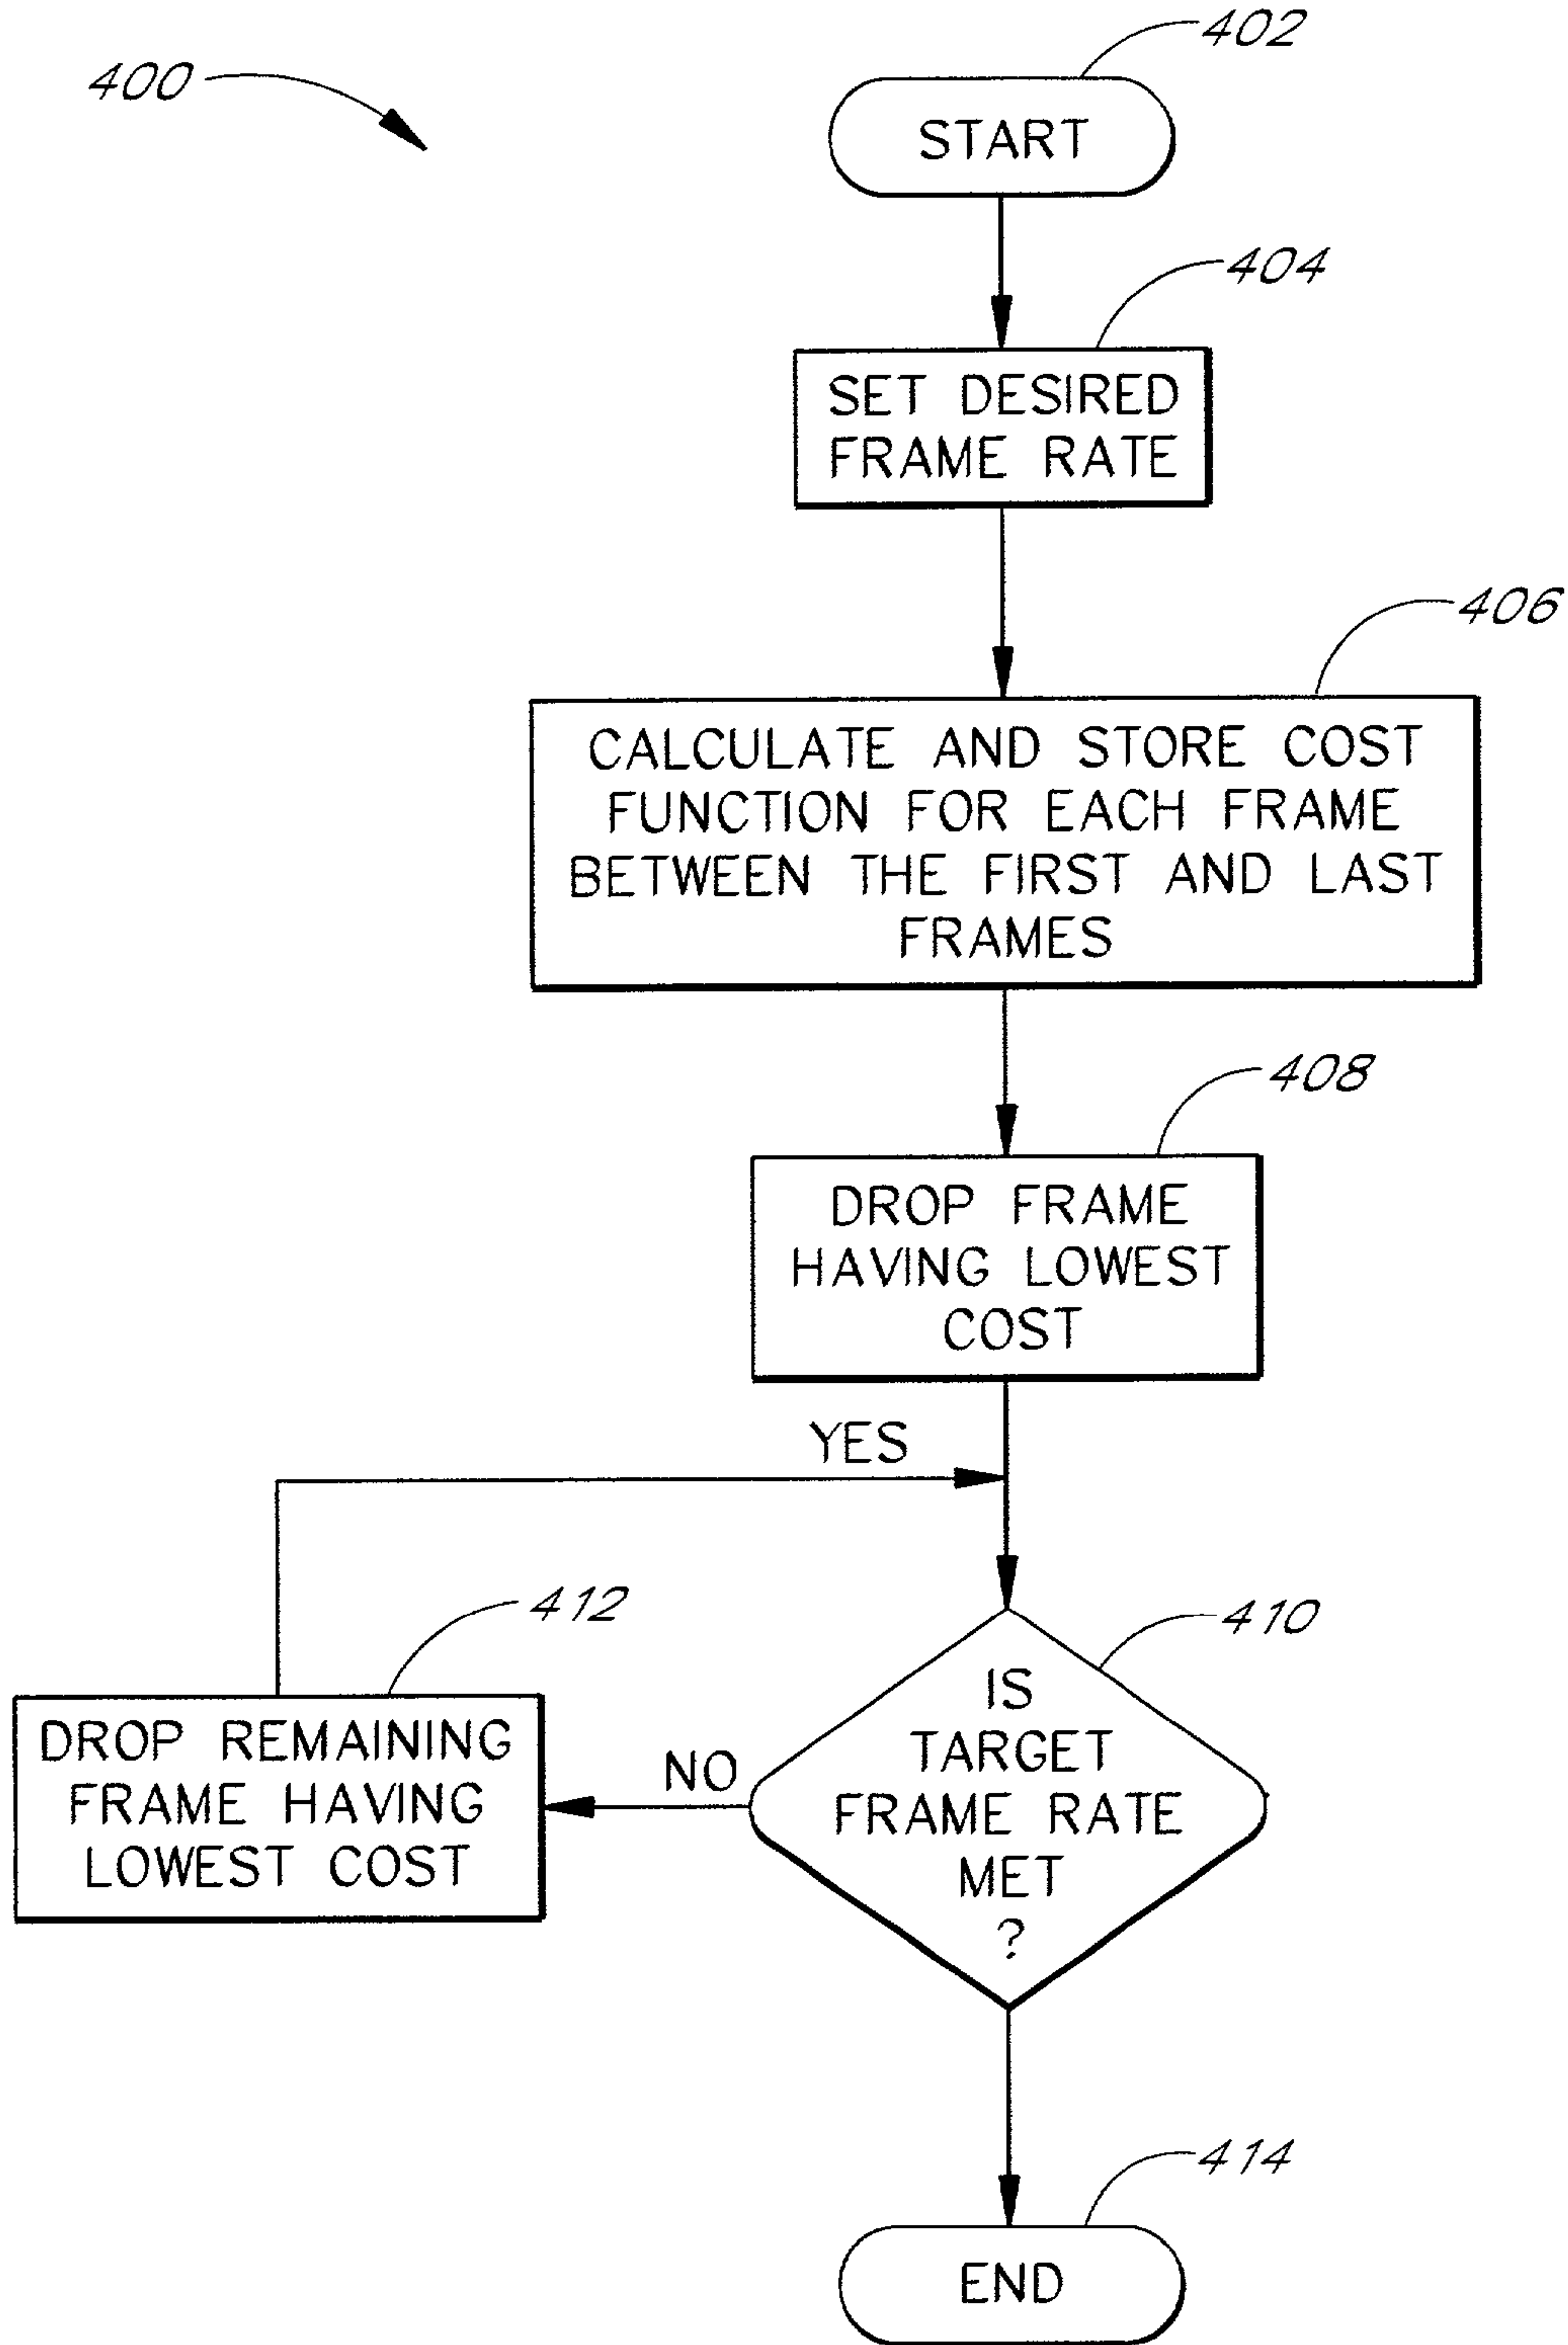 400
402
START
404
SET DESIRED
FRAME RATE
406
CALCULATE AND STORE COST
FUNCTION FOR EACH FRAME
BETWEEN THE FIRST AND LAST
FRAMES
408
DROP FRAME
HAVING LOWEST
COST
YES
412
410
DROP REMAINING
FRAME HAVING
LOWEST COST
NO
IS
TARGET
FRAME RATE
MET
?
414
END